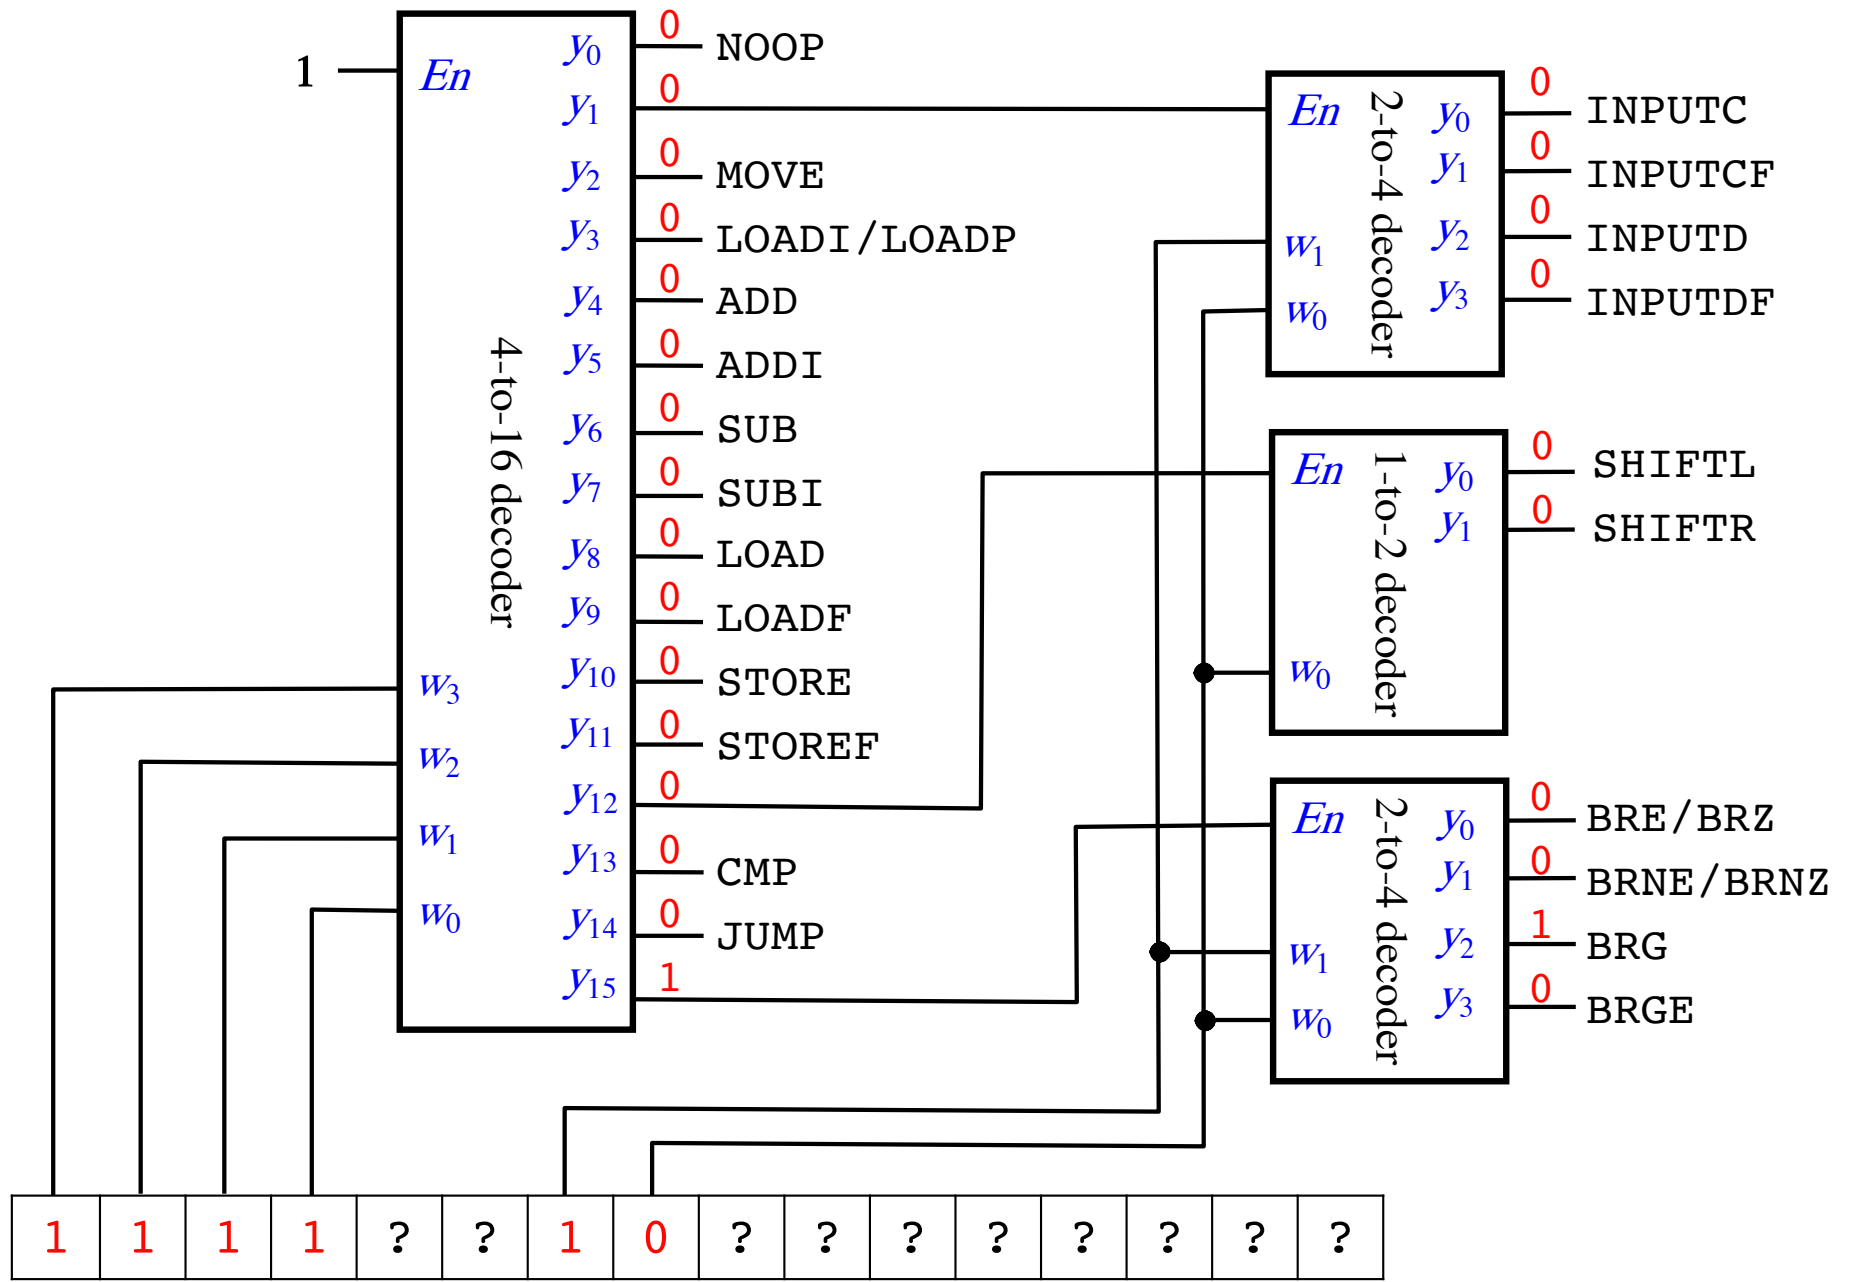 1
En
4-to-16 decoder
w3
w2
w1
w0
y0 0 NOOP
y1 0
y2 0 MOVE
y3 0 LOADI/LOADP
y4 0 ADD
y5 0 ADDI
y6 0 SUB
y7 0 SUBI
y8 0 LOAD
y9 0 LOADF
y10 0 STORE
y11 0 STOREF
y12 0
y13 0 CMP
y14 0 JUMP
y15 1
En
2-to-4 decoder
w1
w0
y0 0 INPUTC
y1 0 INPUTCF
y2 0 INPUTD
y3 0 INPUTDF
En
1-to-2 decoder
w0
y0 0 SHIFTL
y1 0 SHIFTR
En
2-to-4 decoder
w1
w0
y0 0 BRE/BRZ
y1 0 BRNE/BRNZ
y2 1 BRG
y3 0 BRGE
1 1 1 1 ? ? 1 0 ? ? ? ? ? ? ? ?